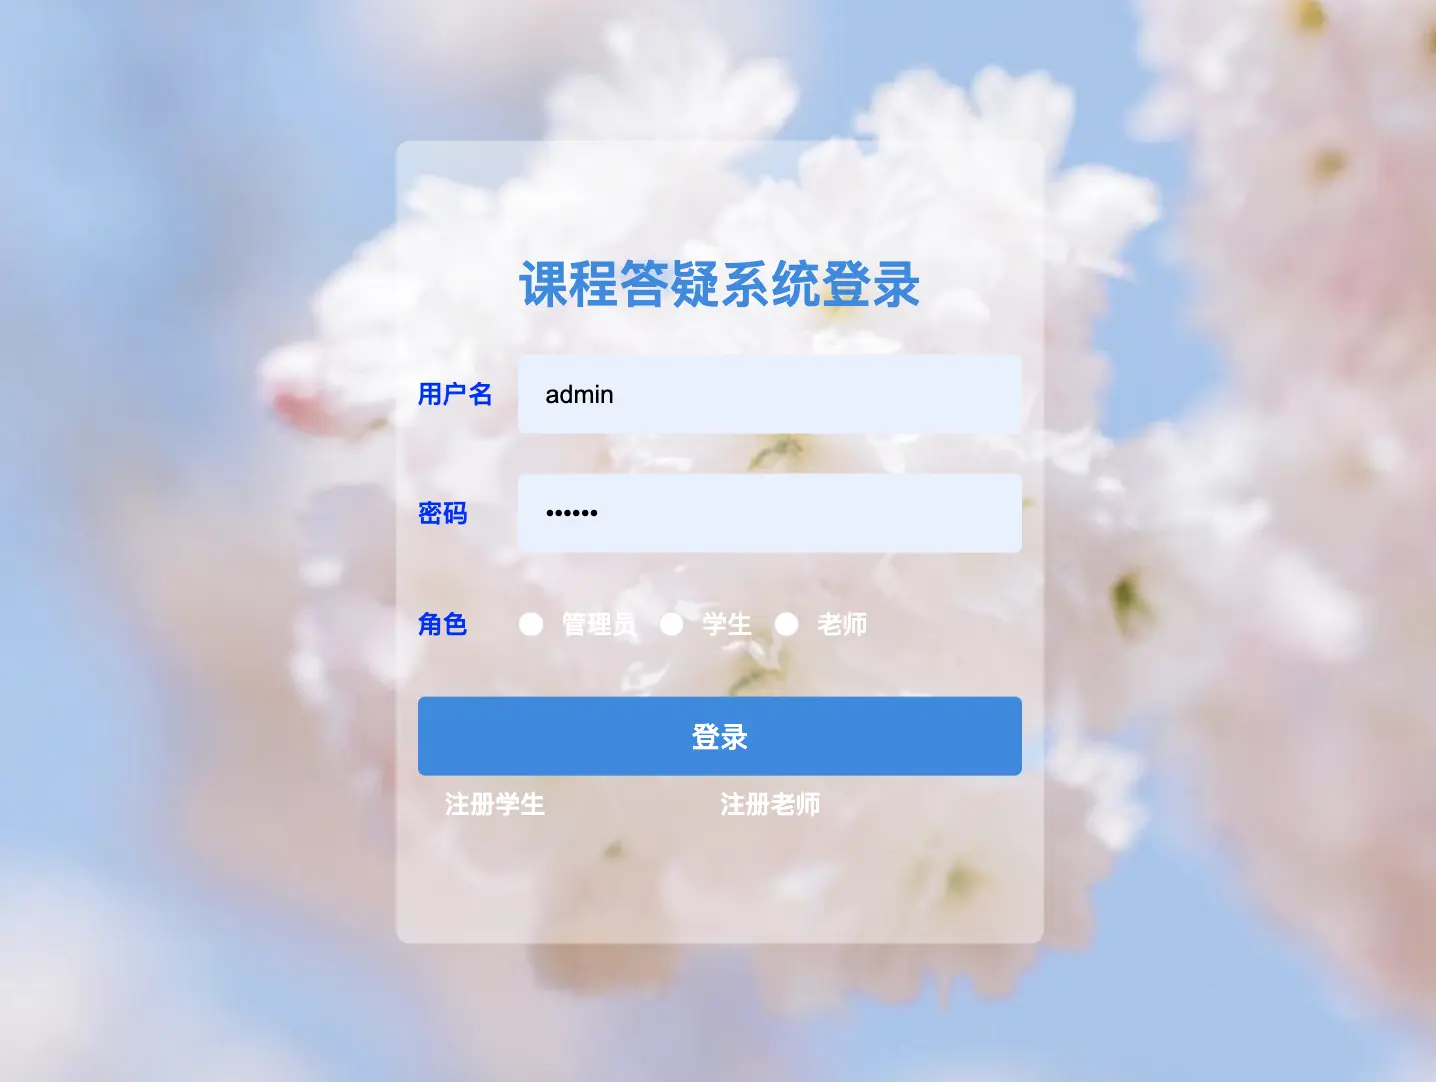 课程答疑系统登录
用户名 admin
密码 ••••••
角色 管理员 学生 老师
登录
注册学生 注册老师